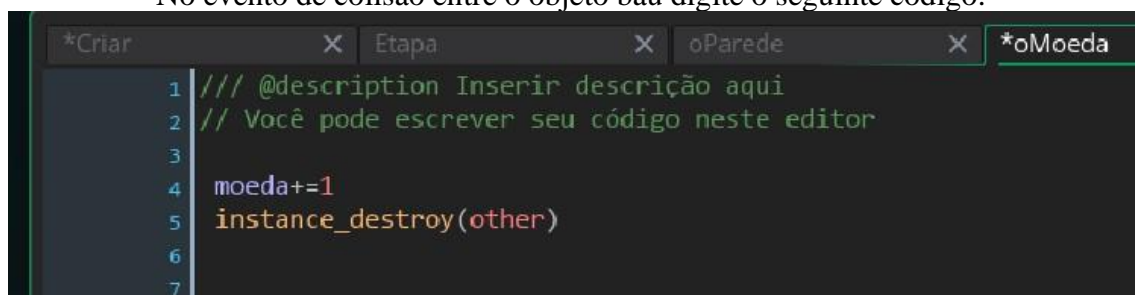 No evento de colisão entre o objeto baú digite o seguinte código:
*Criar × Etapa × oParede × *oMoeda
1 /// @description Inserir descrição aqui
2 // Você pode escrever seu código neste editor
3
4 moeda+=1
5 instance_destroy(other)
6
7